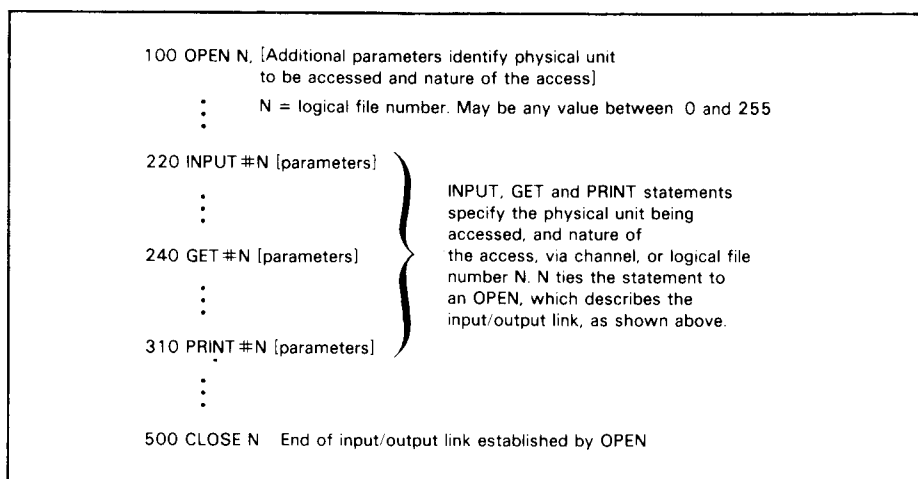 100 OPEN N, [Additional parameters identify physical unit
to be accessed and nature of the access]
N = logical file number. May be any value between 0 and 255
220 INPUT#N [parameters]
240 GET#N [parameters]
310 PRINT#N [parameters]
INPUT, GET and PRINT statements
specify the physical unit being
accessed, and nature of
the access, via channel, or logical file
number N. N ties the statement to
an OPEN, which describes the
input/output link, as shown above.
500 CLOSE N End of input/output link established by OPEN